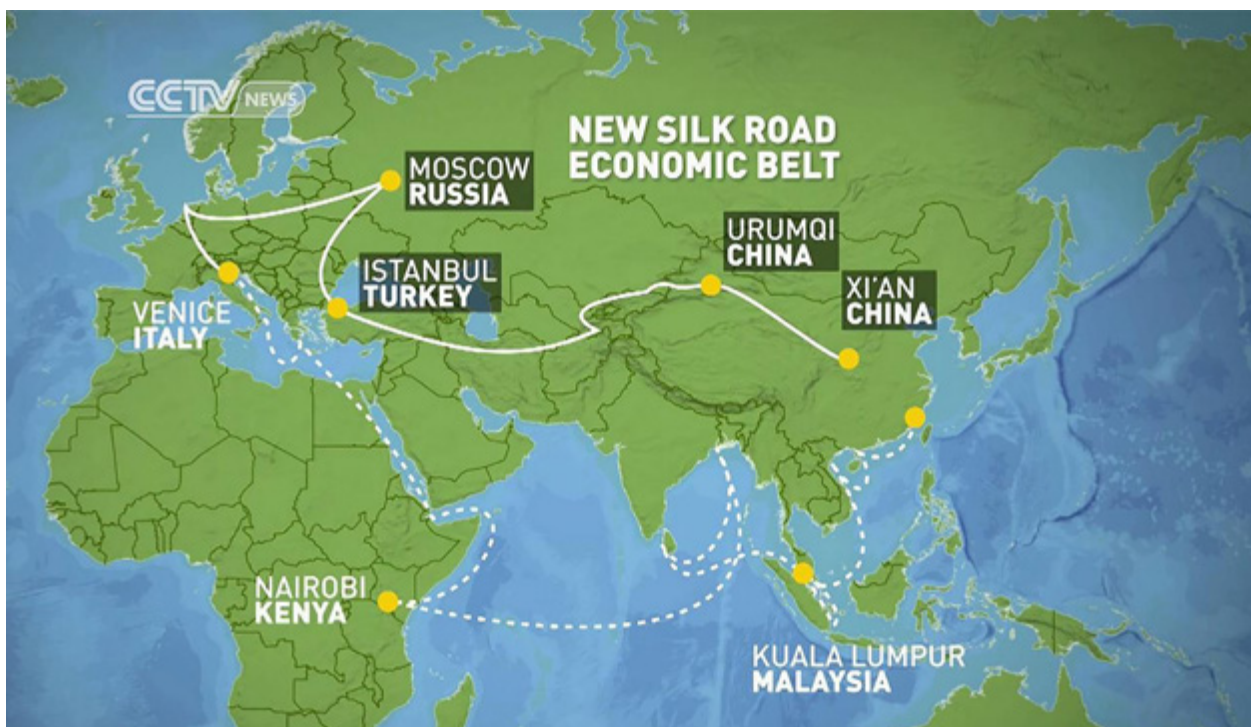 CCTV NEWS
NEW SILK ROAD
ECONOMIC BELT
MOSCOW
RUSSIA
URUMQI
CHINA
ISTANBUL
TURKEY
XI'AN
CHINA
VENICE
ITALY
NAIROBI
KENYA
KUALA LUMPUR
MALAYSIA